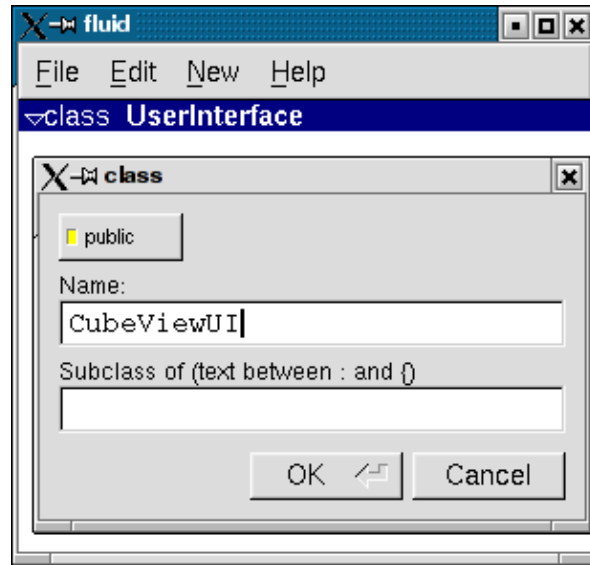 fluid
File Edit New Help
class UserInterface
class
public
Name:
CubeViewUI
Subclass of (text between : and {)
OK Cancel